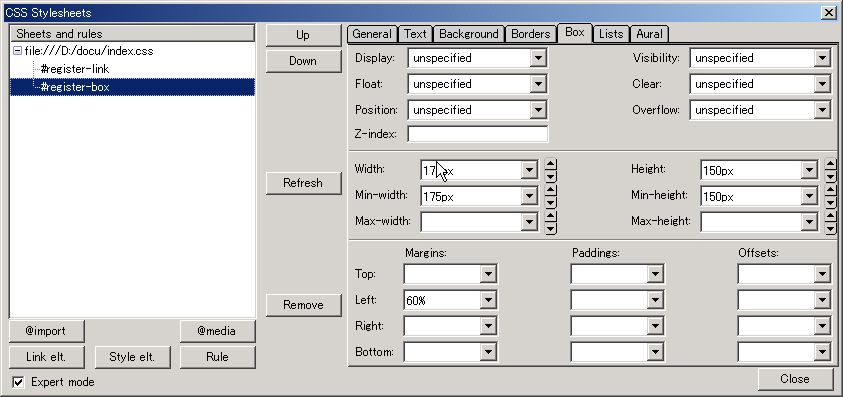 CSS Stylesheets
Sheets and rules
file:///D:/docu/index.css
#register-link
#register-box
@import
@media
Link elt.
Style elt.
Rule
Expert mode
Up
Down
Refresh
Remove
General Text Background Borders Box Lists Aural
Display: unspecified Visibility: unspecified
Float: unspecified Clear: unspecified
Position: unspecified Overflow: unspecified
Z-index:
Width: Height: 150px
Min-width: 175px Min-height: 150px
Max-width: Max-height:
Margins: Paddings: Offsets:
Top:
Left: 60%
Right:
Bottom:
Close